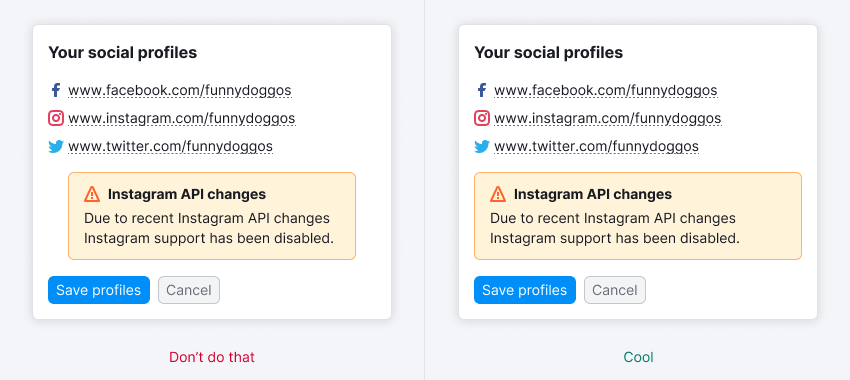 Your social profiles
www.facebook.com/funnydoggos
www.instagram.com/funnydoggos
www.twitter.com/funnydoggos
Instagram API changes
Due to recent Instagram API changes
Instagram support has been disabled.
Save profiles Cancel
Don’t do that
Your social profiles
www.facebook.com/funnydoggos
www.instagram.com/funnydoggos
www.twitter.com/funnydoggos
Instagram API changes
Due to recent Instagram API changes
Instagram support has been disabled.
Save profiles Cancel
Cool